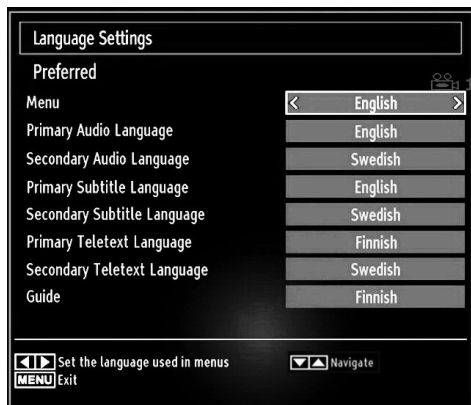 Language Settings
Preferred
Menu < English >
Primary Audio Language English
Secondary Audio Language Swedish
Primary Subtitle Language English
Secondary Subtitle Language Swedish
Primary Teletext Language Finnish
Secondary Teletext Language Swedish
Guide Finnish
Set the language used in menus Navigate
MENU Exit